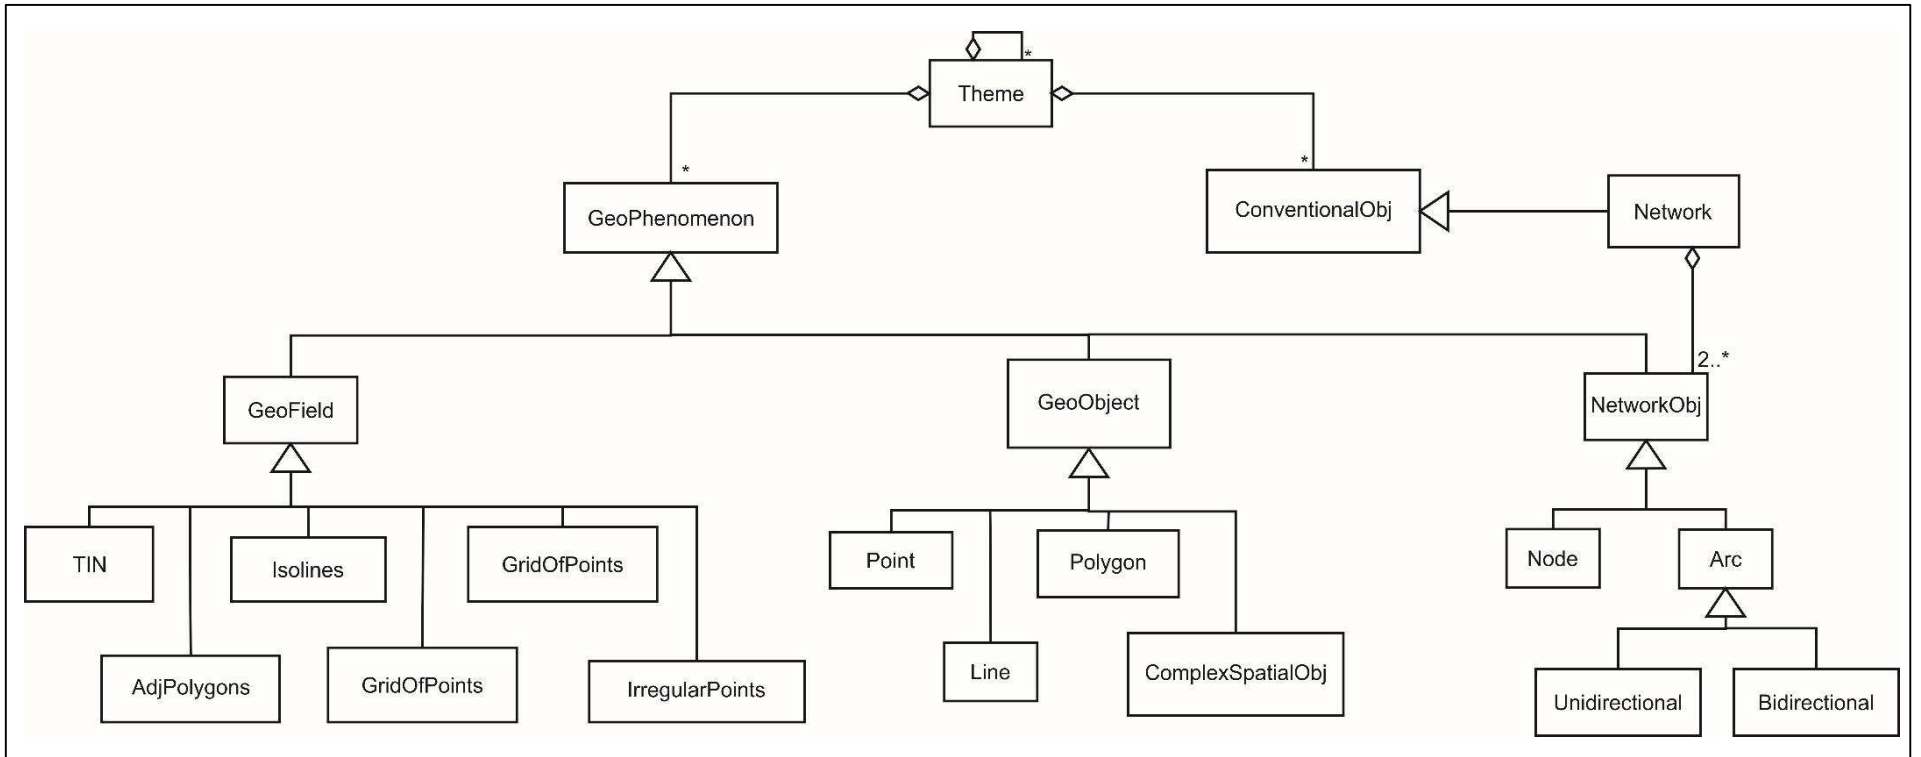 *
Theme
*
*
GeoPhenomenon
ConventionalObj
Network
2..*
GeoField
GeoObject
NetworkObj
TIN
Isolines
GridOfPoints
Point
Polygon
Node
Arc
AdjPolygons
GridOfPoints
IrregularPoints
Line
ComplexSpatialObj
Unidirectional
Bidirectional